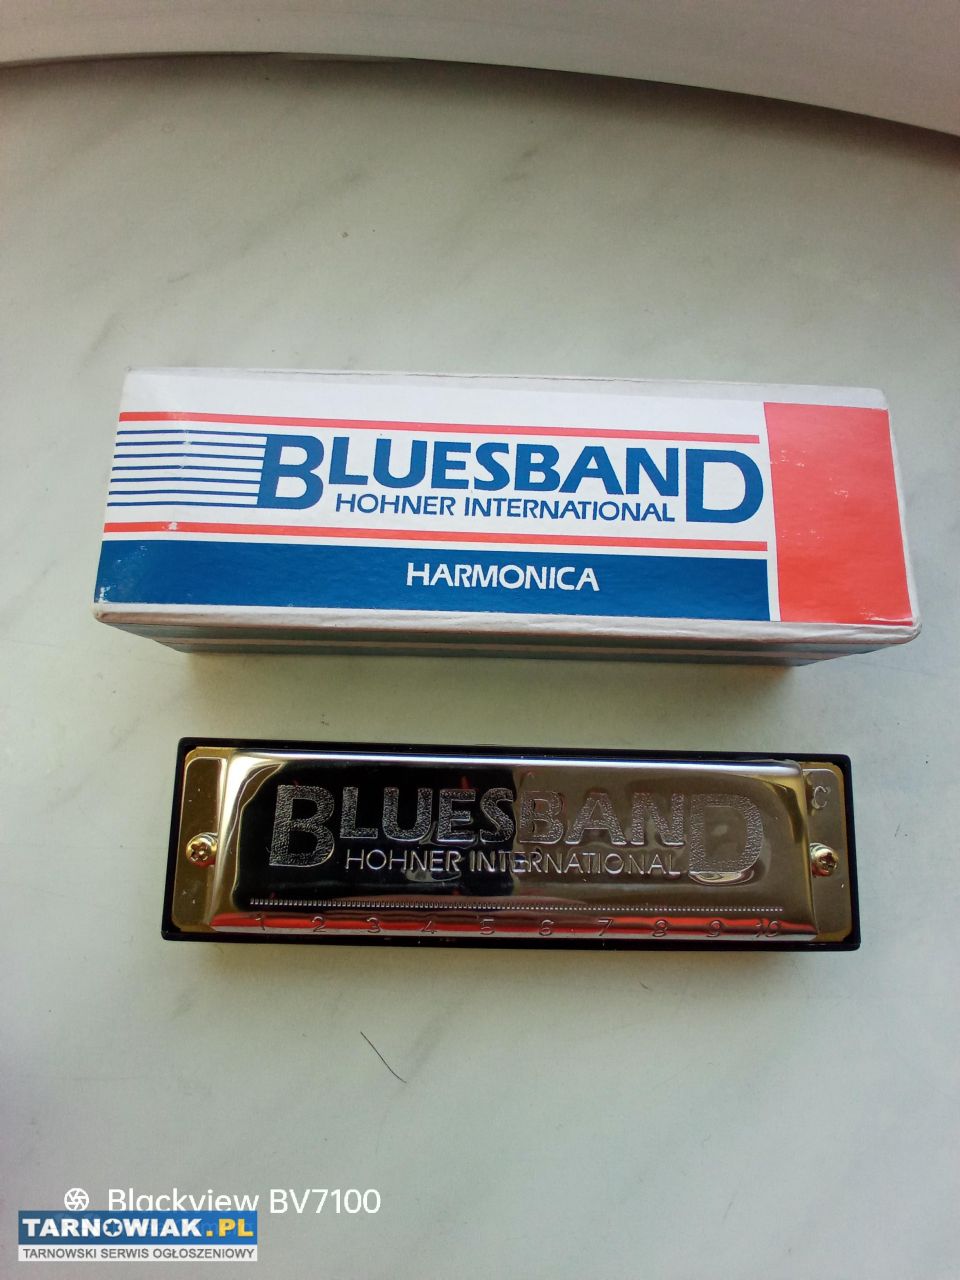 BLUESBAND
HOHNER INTERNATIONAL
HARMONICA
BLUESBAND
HOHNER INTERNATIONAL
C
1 2 3 4 5 6 7 8 9 10
Blackview BV7100
TARNOWIAK.PL
TARNOWSKI SERWIS OGŁOSZENIOWY